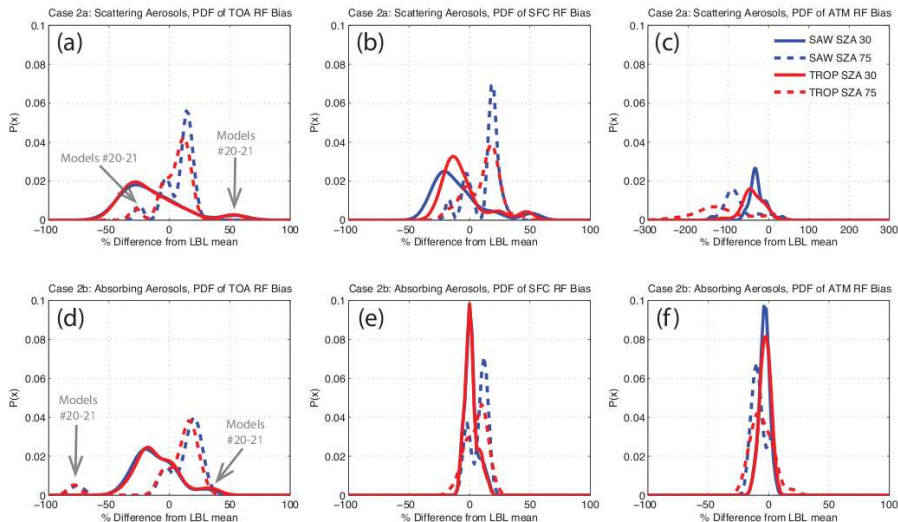 Case 2a: Scattering Aerosols, PDF of TOA RF Bias
(a)
0.1
0.08
0.06
0.04
0.02
0
P(x)
Models #20-21
Models
#20-21
−100
−50
0
50
100
% Difference from LBL mean
Case 2a: Scattering Aerosols, PDF of SFC RF Bias
(b)
0.1
0.08
0.06
0.04
0.02
0
P(x)
−100
−50
0
50
100
% Difference from LBL mean
Case 2a: Scattering Aerosols, PDF of ATM RF Bias
(c)
SAW SZA 30
SAW SZA 75
TROP SZA 30
TROP SZA 75
0.1
0.08
0.06
0.04
0.02
0
P(x)
−300
−200
−100
0
100
200
300
% Difference from LBL mean
Case 2b: Absorbing Aerosols, PDF of TOA RF Bias
(d)
0.1
0.08
0.06
0.04
0.02
0
P(x)
Models
#20-21
Models
#20-21
−100
−50
0
50
100
% Difference from LBL mean
Case 2b: Absorbing Aerosols, PDF of SFC RF Bias
(e)
0.1
0.08
0.06
0.04
0.02
0
P(x)
−100
−50
0
50
100
% Difference from LBL mean
Case 2b: Absorbing Aerosols, PDF of ATM RF Bias
(f)
0.1
0.08
0.06
0.04
0.02
0
P(x)
−100
−50
0
50
100
% Difference from LBL mean